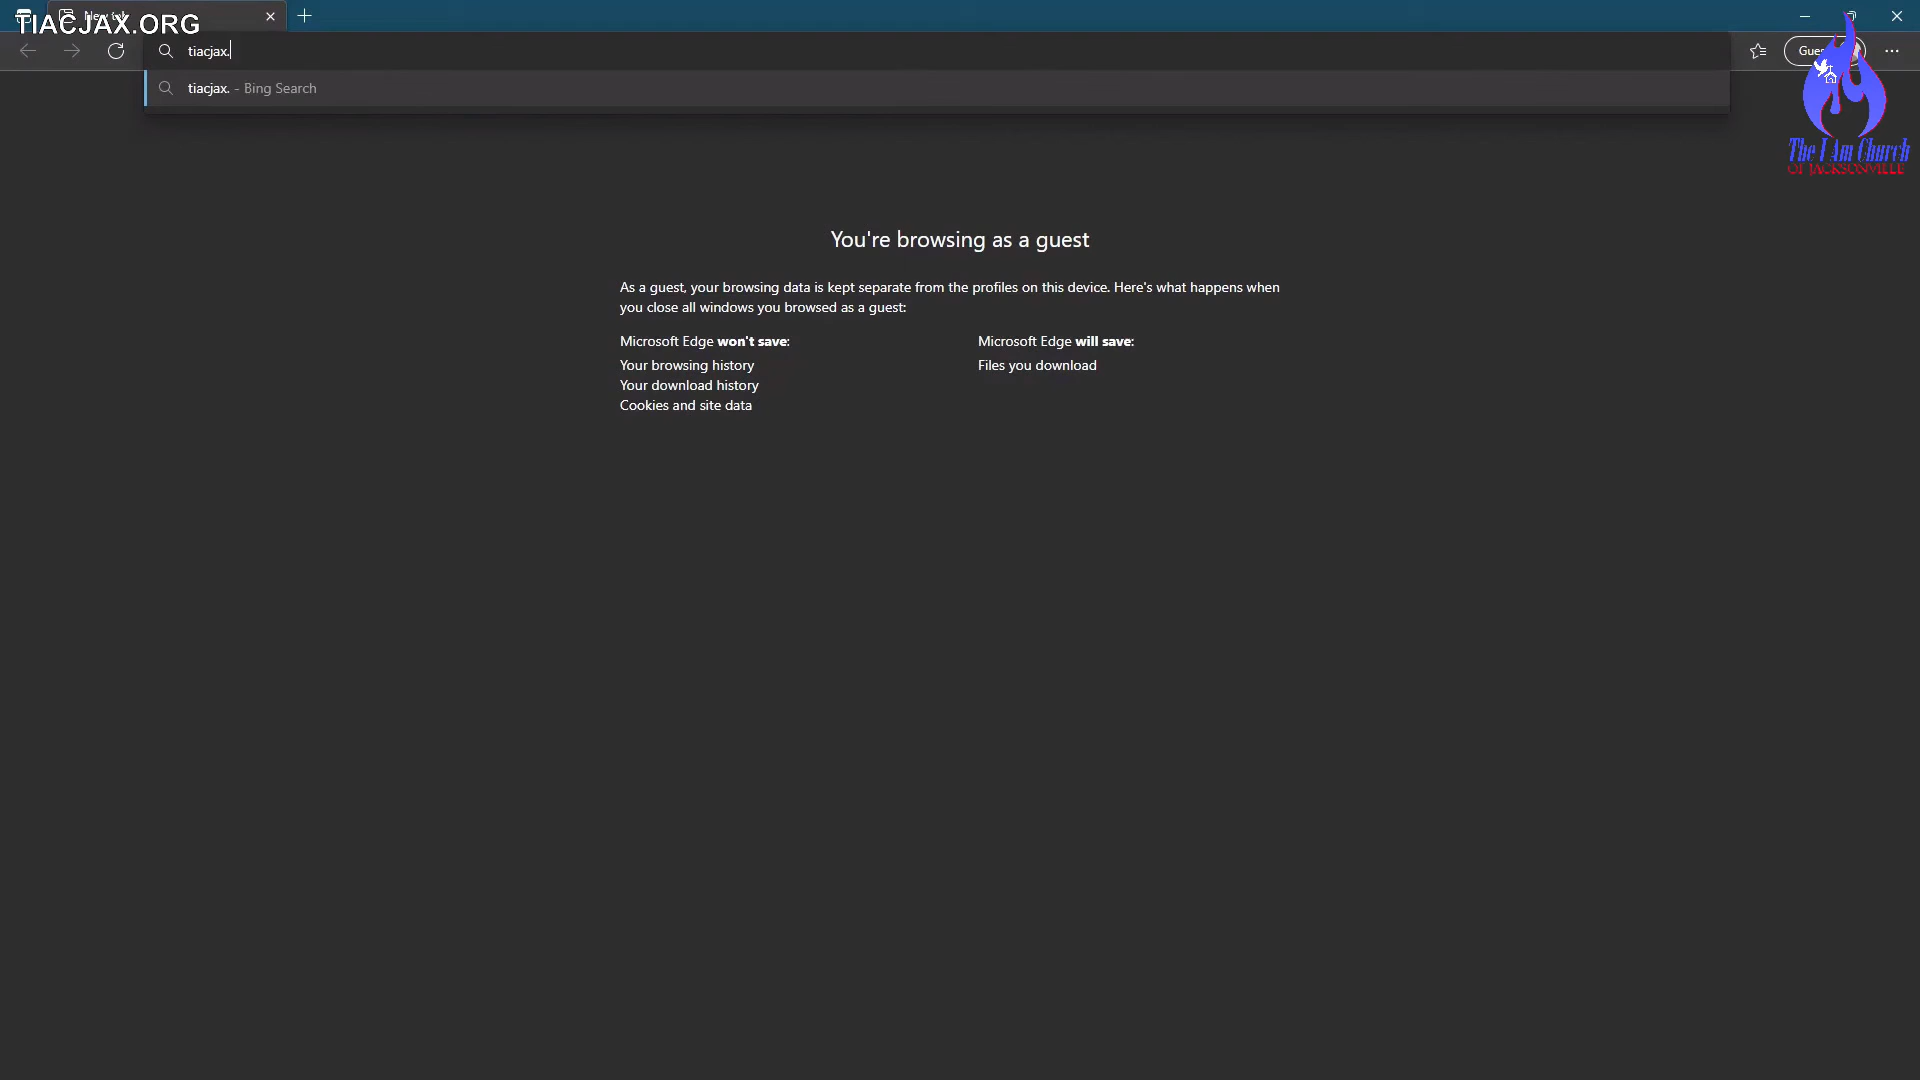 TIACJAX.ORG
tiacjax.
Gue
tiacjax. - Bing Search
The I Am Church
OF JACKSONVILLE
You're browsing as a guest
As a guest, your browsing data is kept separate from the profiles on this device. Here's what happens when
you close all windows you browsed as a guest:
Microsoft Edge won't save:
Your browsing history
Your download history
Cookies and site data
Microsoft Edge will save:
Files you download